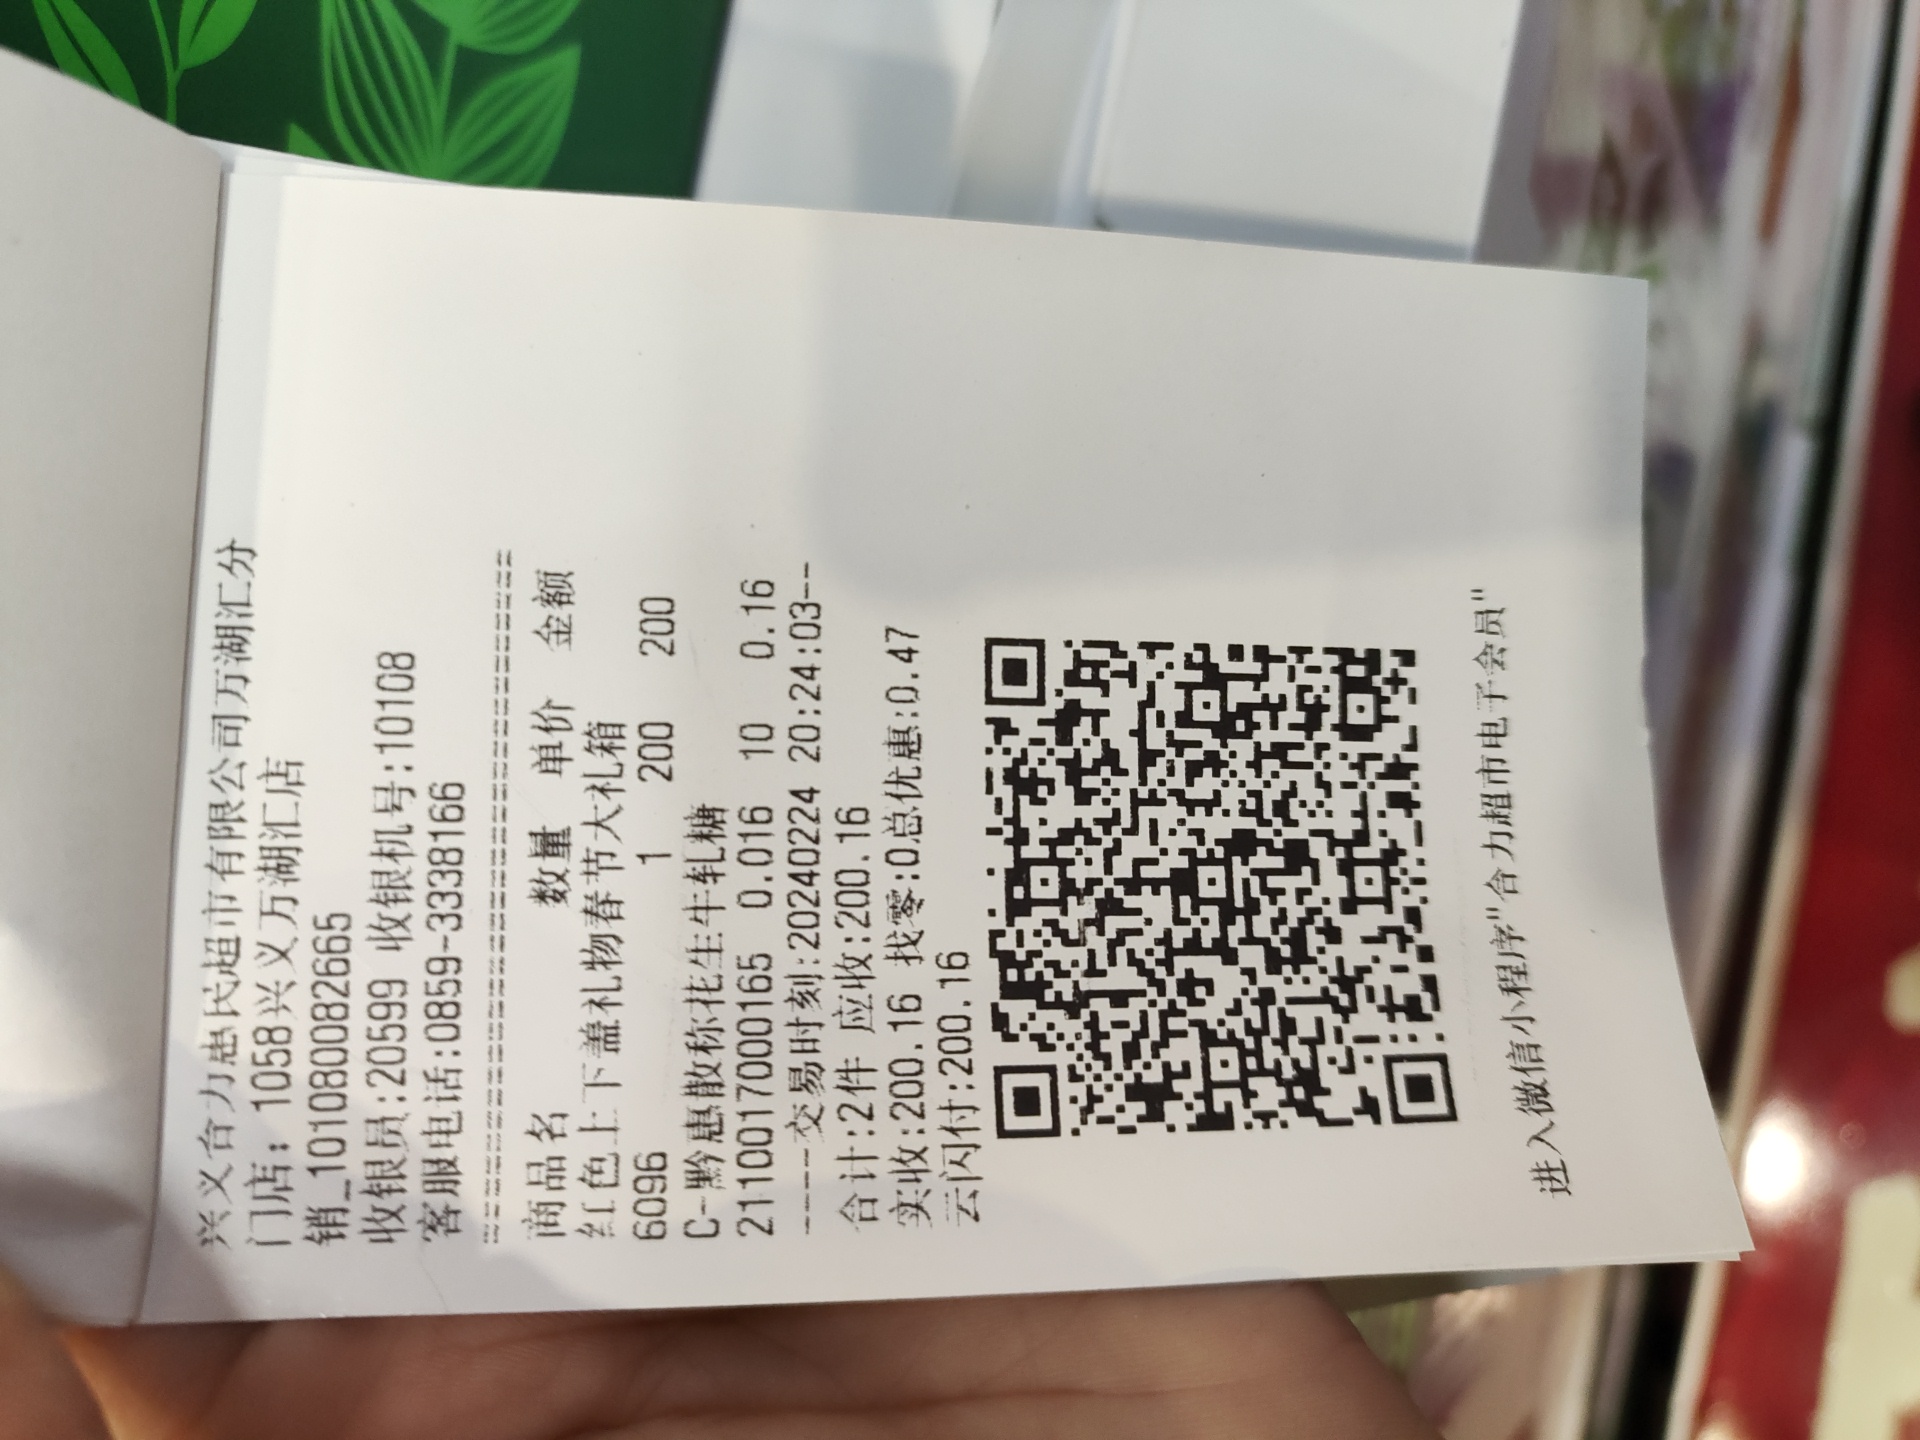 兴义合力惠民超市有限公司万湖汇分
门店: 1058兴义万湖汇店
销_101080082665
收银员:20599 收银机号:10108
客服电话:0859-3338166
商品名 数量 单价 金额
红色上下盖礼物春节大礼箱
6096 1 200 200
C-黔惠散称花生牛轧糖
2110017000165 0.016 10 0.16
-----交易时刻:20240224 20:24:03---
合计:2件 应收:200.16
实收:200.16 找零:0总优惠:0.47
云闪付:200.16
进入微信小程序"合力超市电子会员"